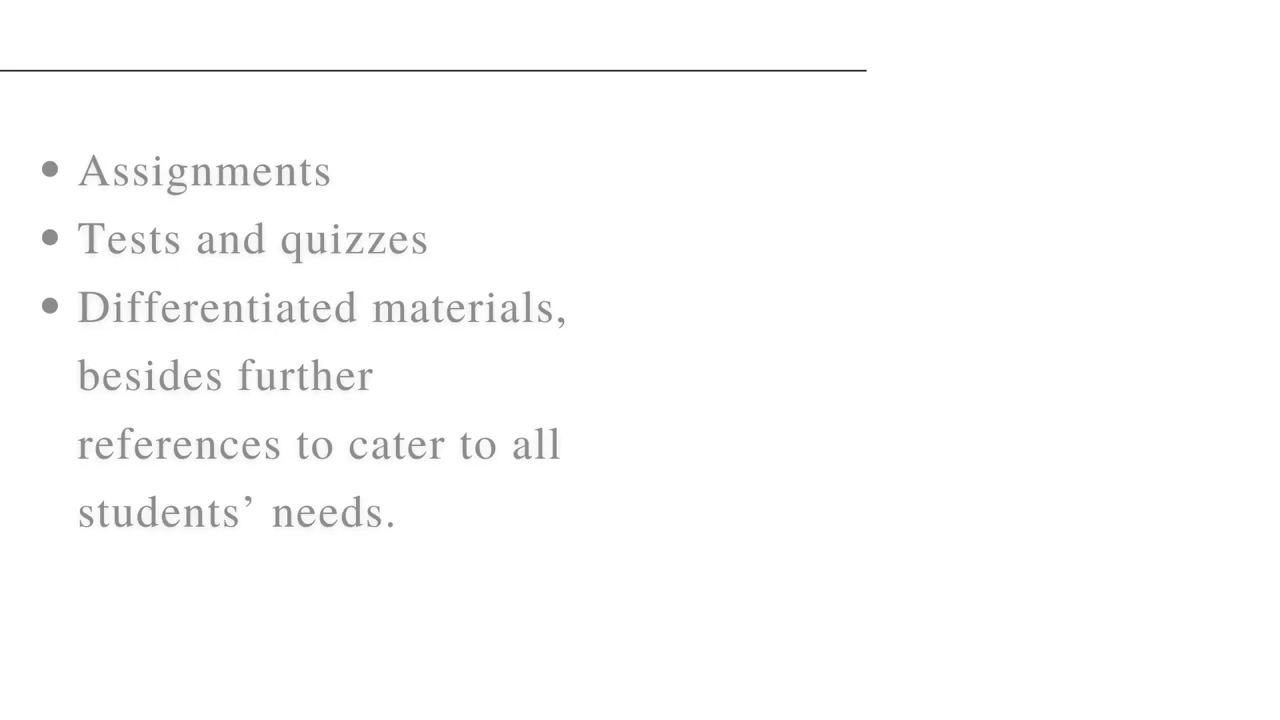 • Assignments
• Tests and quizzes
• Differentiated materials,
besides further
references to cater to all
students’ needs.